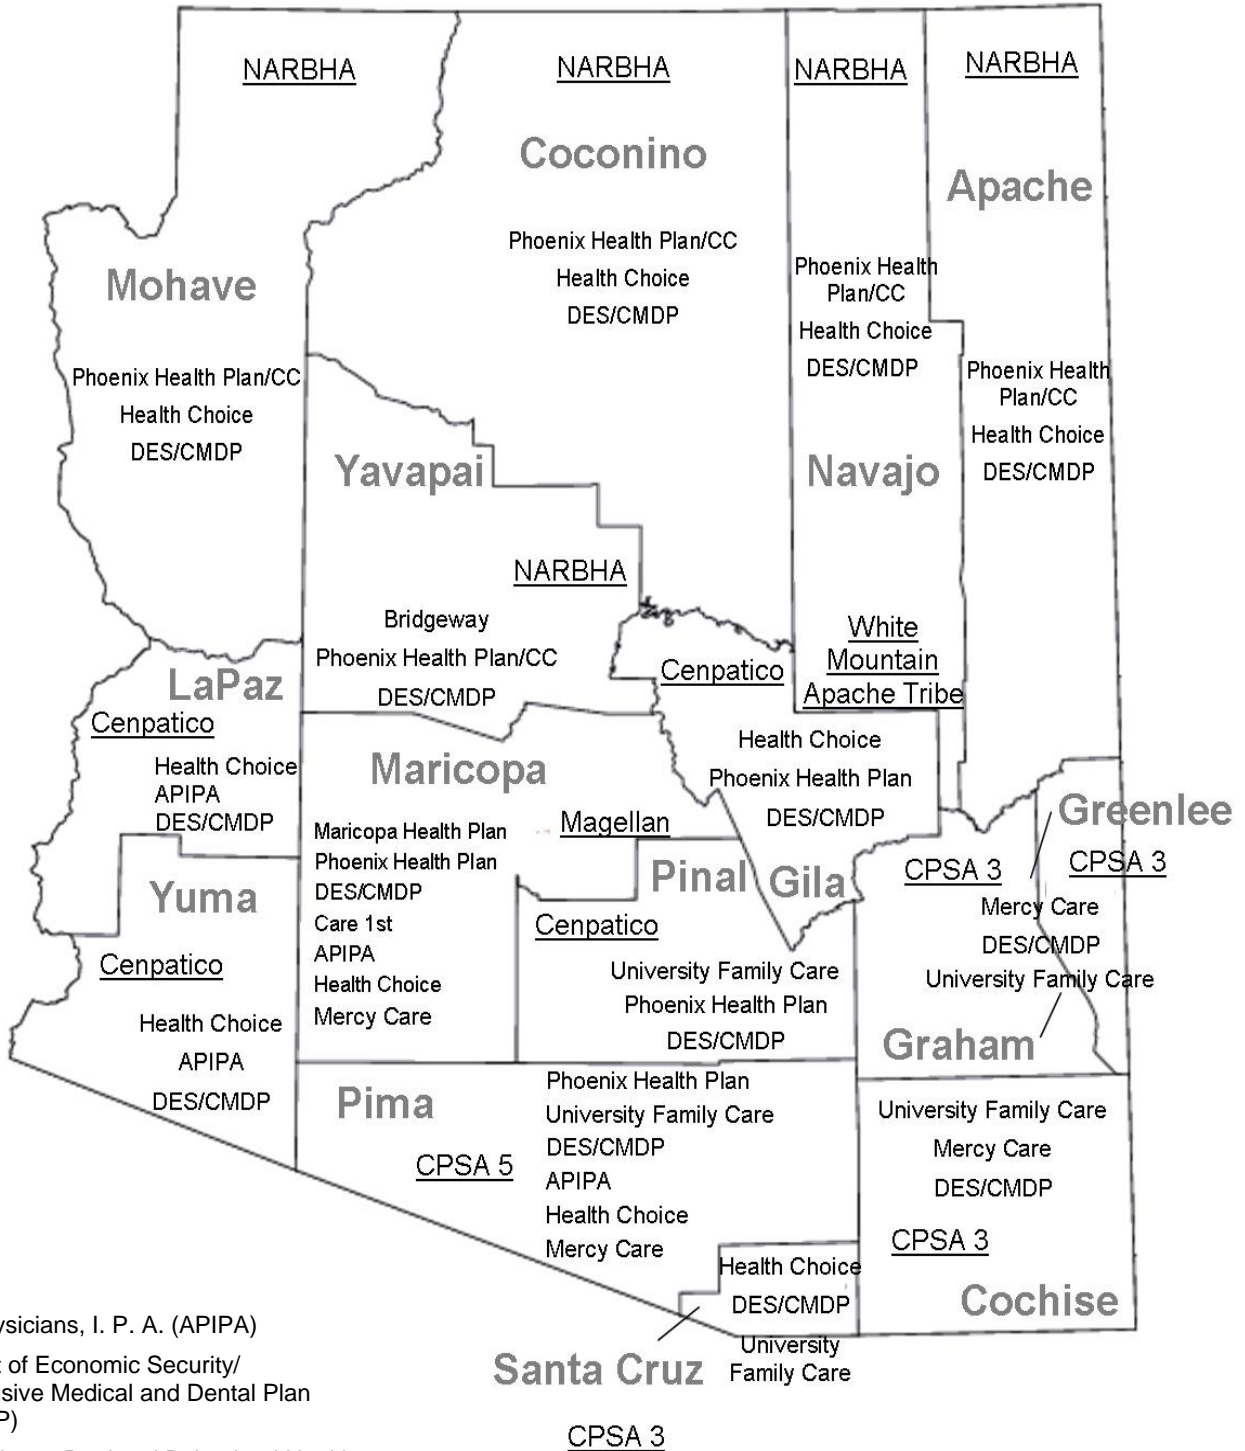 NARBHA
NARBHA
NARBHA
NARBHA
Coconino
Apache
Phoenix Health Plan/CC
Health Choice
DES/CMDP
Mohave
Phoenix Health Plan/CC
Health Choice
DES/CMDP
Phoenix Health
Plan/CC
Health Choice
DES/CMDP
Navajo
Phoenix Health
Plan/CC
Health Choice
DES/CMDP
Yavapai
NARBHA
Bridgeway
Phoenix Health Plan/CC
DES/CMDP
White
Mountain
Apache Tribe
Cenpatico
Health Choice
Phoenix Health Plan
DES/CMDP
Gila
LaPaz
Cenpatico
Health Choice
APIPA
DES/CMDP
Maricopa
Magellan
Maricopa Health Plan
Phoenix Health Plan
DES/CMDP
Care 1st
APIPA
Health Choice
Mercy Care
Pinal
Cenpatico
University Family Care
Phoenix Health Plan
DES/CMDP
Greenlee
CPSA 3
CPSA 3
Mercy Care
DES/CMDP
University Family Care
Graham
Yuma
Cenpatico
Health Choice
APIPA
DES/CMDP
Pima
CPSA 5
Phoenix Health Plan
University Family Care
DES/CMDP
APIPA
Health Choice
Mercy Care
University Family Care
Mercy Care
DES/CMDP
CPSA 3
Cochise
Health Choice
DES/CMDP
University
Family Care
Santa Cruz
CPSA 3
I. P. A. (APIPA)
of Economic Security/
Medical and Dental Plan